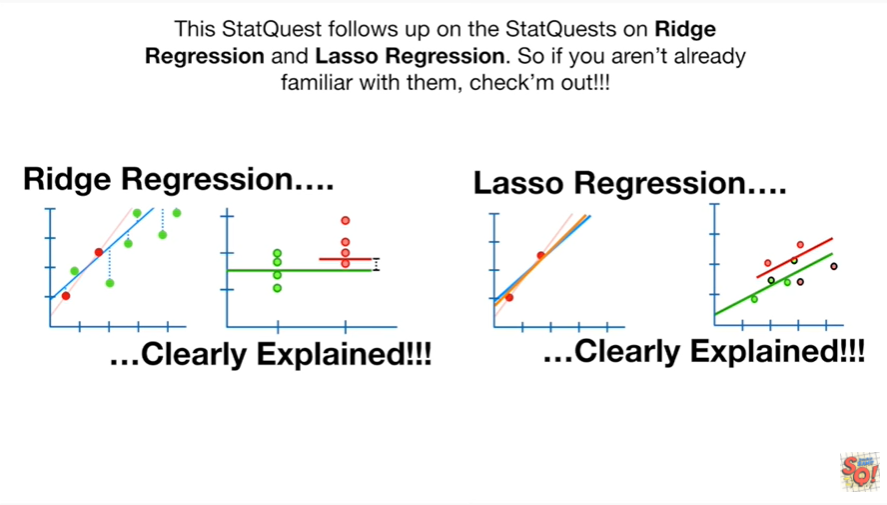 This StatQuest follows up on the StatQuests on Ridge
Regression and Lasso Regression. So if you aren't already
familiar with them, check'm out!!!
Ridge Regression....
...Clearly Explained!!!
Lasso Regression....
...Clearly Explained!!!
SQ!